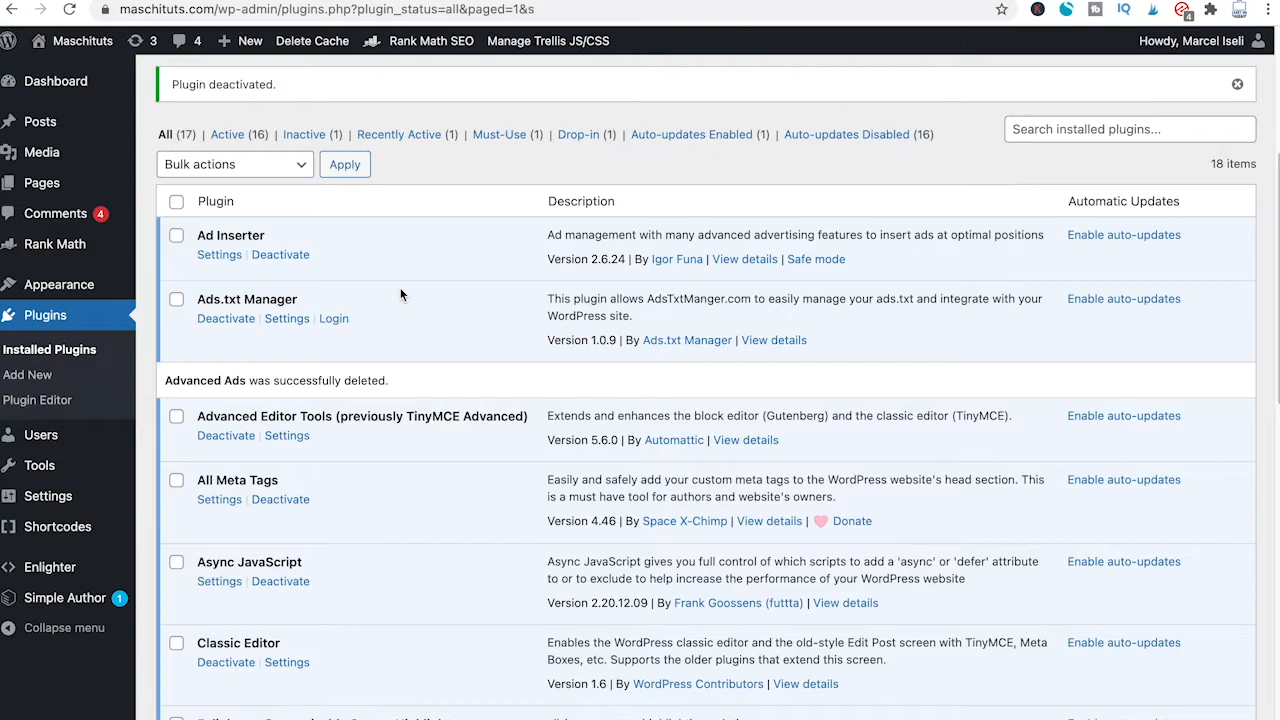 maschituts.com/wp-admin/plugins.php?plugin_status=all&paged=1&s
Maschituts 3 4 New Delete Cache Rank Math SEO Manage Trellis JS/CSS Howdy, Marcel Iseli
Dashboard
Posts
Media
Pages
Comments 4
Rank Math
Appearance
Plugins
Installed Plugins
Add New
Plugin Editor
Users
Tools
Settings
Shortcodes
Enlighter
Simple Author 1
Collapse menu
Plugin deactivated.
All (17) | Active (16) | Inactive (1) | Recently Active (1) | Must-Use (1) | Drop-in (1) | Auto-updates Enabled (1) | Auto-updates Disabled (16)
Search installed plugins...
Bulk actions Apply
18 items
Plugin Description Automatic Updates
Ad Inserter
Settings | Deactivate
Ad management with many advanced advertising features to insert ads at optimal positions
Version 2.6.24 | By Igor Funa | View details | Safe mode
Enable auto-updates
Ads.txt Manager
Deactivate | Settings | Login
This plugin allows AdsTxtManger.com to easily manage your ads.txt and integrate with your
WordPress site.
Version 1.0.9 | By Ads.txt Manager | View details
Enable auto-updates
Advanced Ads was successfully deleted.
Advanced Editor Tools (previously TinyMCE Advanced)
Deactivate | Settings
Extends and enhances the block editor (Gutenberg) and the classic editor (TinyMCE).
Version 5.6.0 | By Automattic | View details
Enable auto-updates
All Meta Tags
Settings | Deactivate
Easily and safely add your custom meta tags to the WordPress website's head section. This
is a must have tool for authors and website's owners.
Version 4.46 | By Space X-Chimp | View details | Donate
Enable auto-updates
Async JavaScript
Settings | Deactivate
Async JavaScript gives you full control of which scripts to add a 'async' or 'defer' attribute
to or to exclude to help increase the performance of your WordPress website
Version 2.20.12.09 | By Frank Goossens (futtta) | View details
Enable auto-updates
Classic Editor
Deactivate | Settings
Enables the WordPress classic editor and the old-style Edit Post screen with TinyMCE, Meta
Boxes, etc. Supports the older plugins that extend this screen.
Version 1.6 | By WordPress Contributors | View details
Enable auto-updates